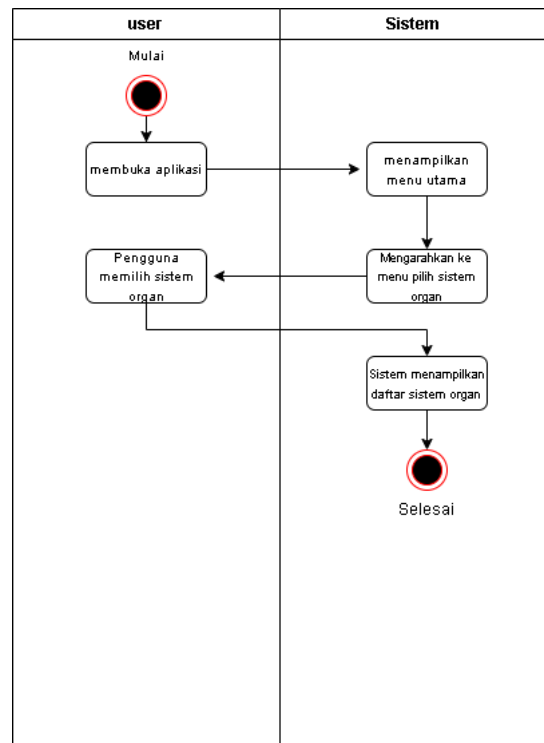 user
Sistem
Mulai
membuka aplikasi
menampilkan
menu utama
Pengguna
memilih sistem
organ
Mengarahkan ke
menu pilih sistem
organ
Sistem menampilkan
daftar sistem organ
Selesai